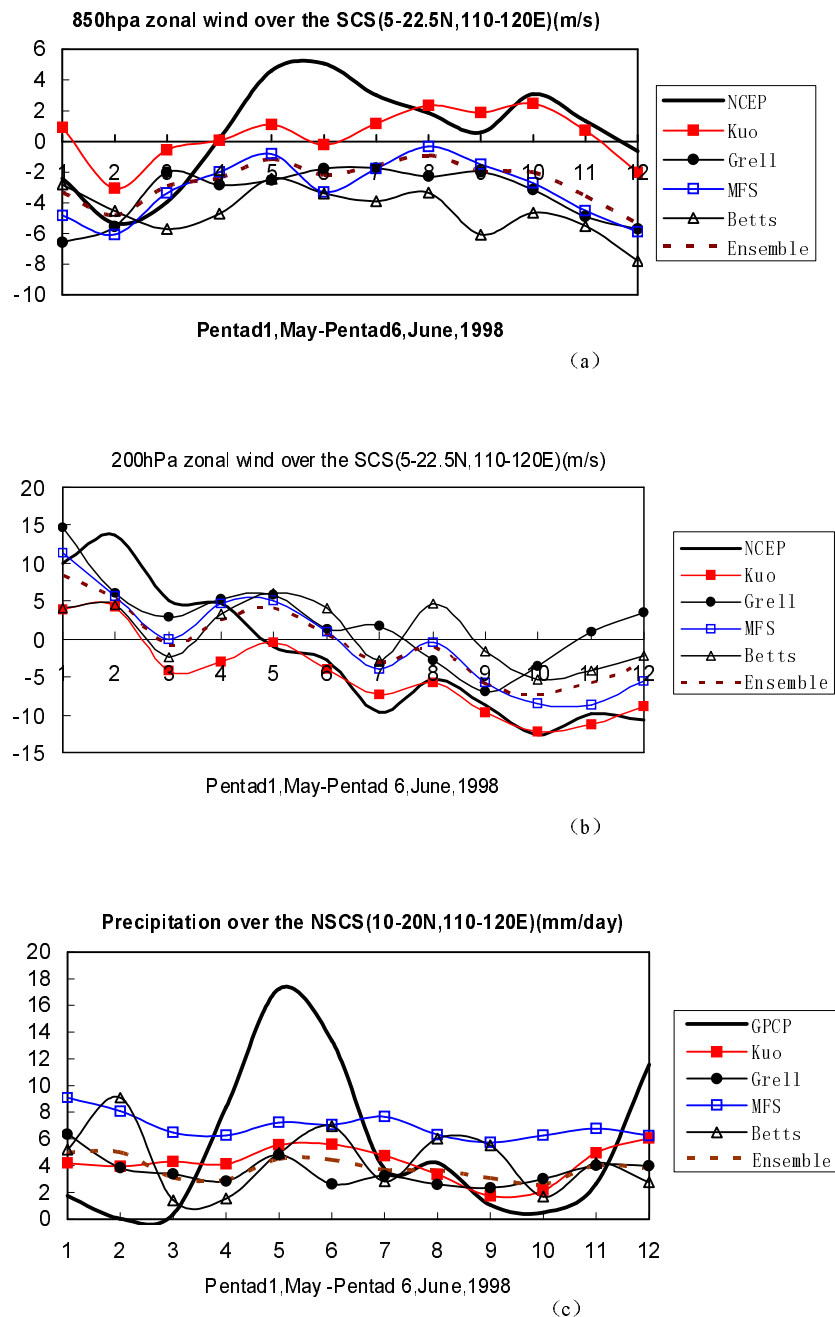 850hpa zonal wind over the SCS(5-22.5N,110-120E)(m/s)
6
4
2
0
-2
-4
-6
-8
-10
1 2 3 4 5 6 7 8 9 10 11 12
NCEP
Kuo
Grell
MFS
Betts
Ensemble
Pentad1,May-Pentad6,June,1998
(a)
200hPa zonal wind over the SCS(5-22.5N,110-120E)(m/s)
20
15
10
5
0
-5
-10
-15
1 2 3 4 5 6 7 8 9 10 11 12
NCEP
Kuo
Grell
MFS
Betts
Ensemble
Pentad1,May-Pentad 6,June,1998
(b)
Precipitation over the NSCS(10-20N,110-120E)(mm/day)
20
18
16
14
12
10
8
6
4
2
0
1 2 3 4 5 6 7 8 9 10 11 12
GPCP
Kuo
Grell
MFS
Betts
Ensemble
Pentad1,May -Pentad 6,June,1998
(c)